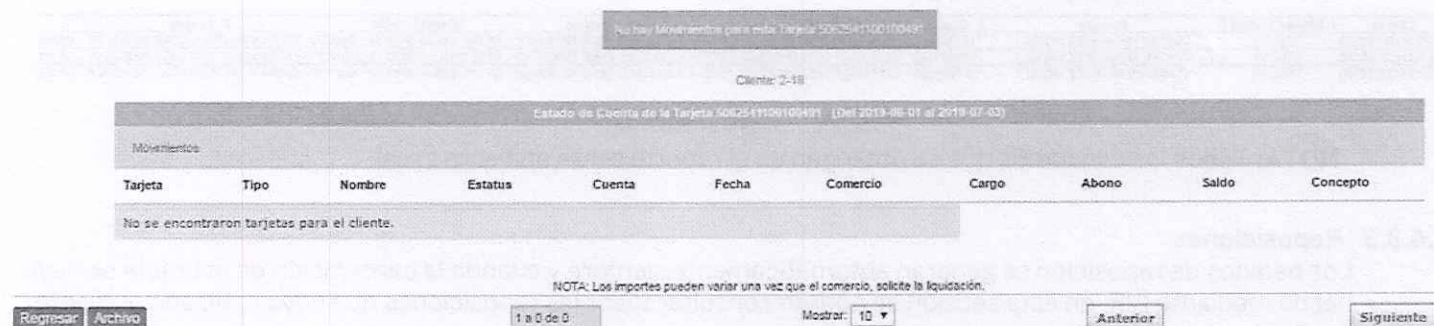 No hay Movimientos para esta Tarjeta 5062541100100491
Cliente: 2-18
Estado de Cuenta de la Tarjeta 5062541100100491 (Del 2019-06-01 al 2019-07-03)
Movimientos
Tarjeta Tipo Nombre Estatus Cuenta Fecha Comercio Cargo Abono Saldo Concepto
No se encontraron tarjetas para el cliente.
NOTA: Los importes pueden variar una vez que el comercio, solicite la liquidación.
Regresar Archivo 1 a 0 de 0 Mostrar: 10 Anterior Siguiente